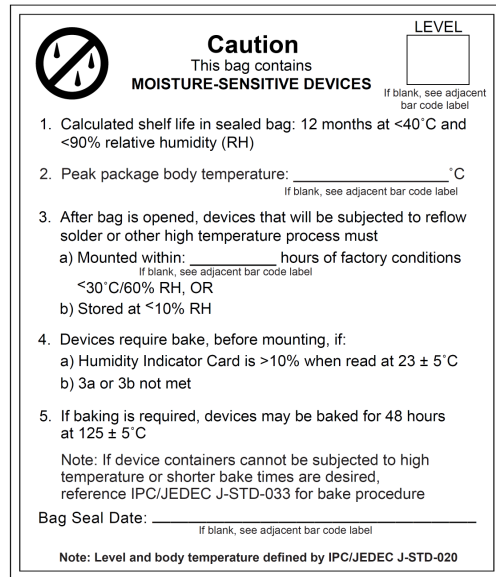 LEVEL
Caution
This bag contains
MOISTURE-SENSITIVE DEVICES
If blank, see adjacent
bar code label
1. Calculated shelf life in sealed bag: 12 months at <40˚C and
<90% relative humidity (RH)
2. Peak package body temperature: ____________________˚C
If blank, see adjacent bar code label
3. After bag is opened, devices that will be subjected to reflow
solder or other high temperature process must
a) Mounted within: ___________ hours of factory conditions
If blank, see adjacent bar code label
<30˚C/60% RH, OR
b) Stored at <10% RH
4. Devices require bake, before mounting, if:
a) Humidity Indicator Card is >10% when read at 23 ± 5˚C
b) 3a or 3b not met
5. If baking is required, devices may be baked for 48 hours
at 125 ± 5˚C
Note: If device containers cannot be subjected to high
temperature or shorter bake times are desired,
reference IPC/JEDEC J-STD-033 for bake procedure
Bag Seal Date: ____________________
If blank, see adjacent bar code label
Note: Level and body temperature defined by IPC/JEDEC J-STD-020